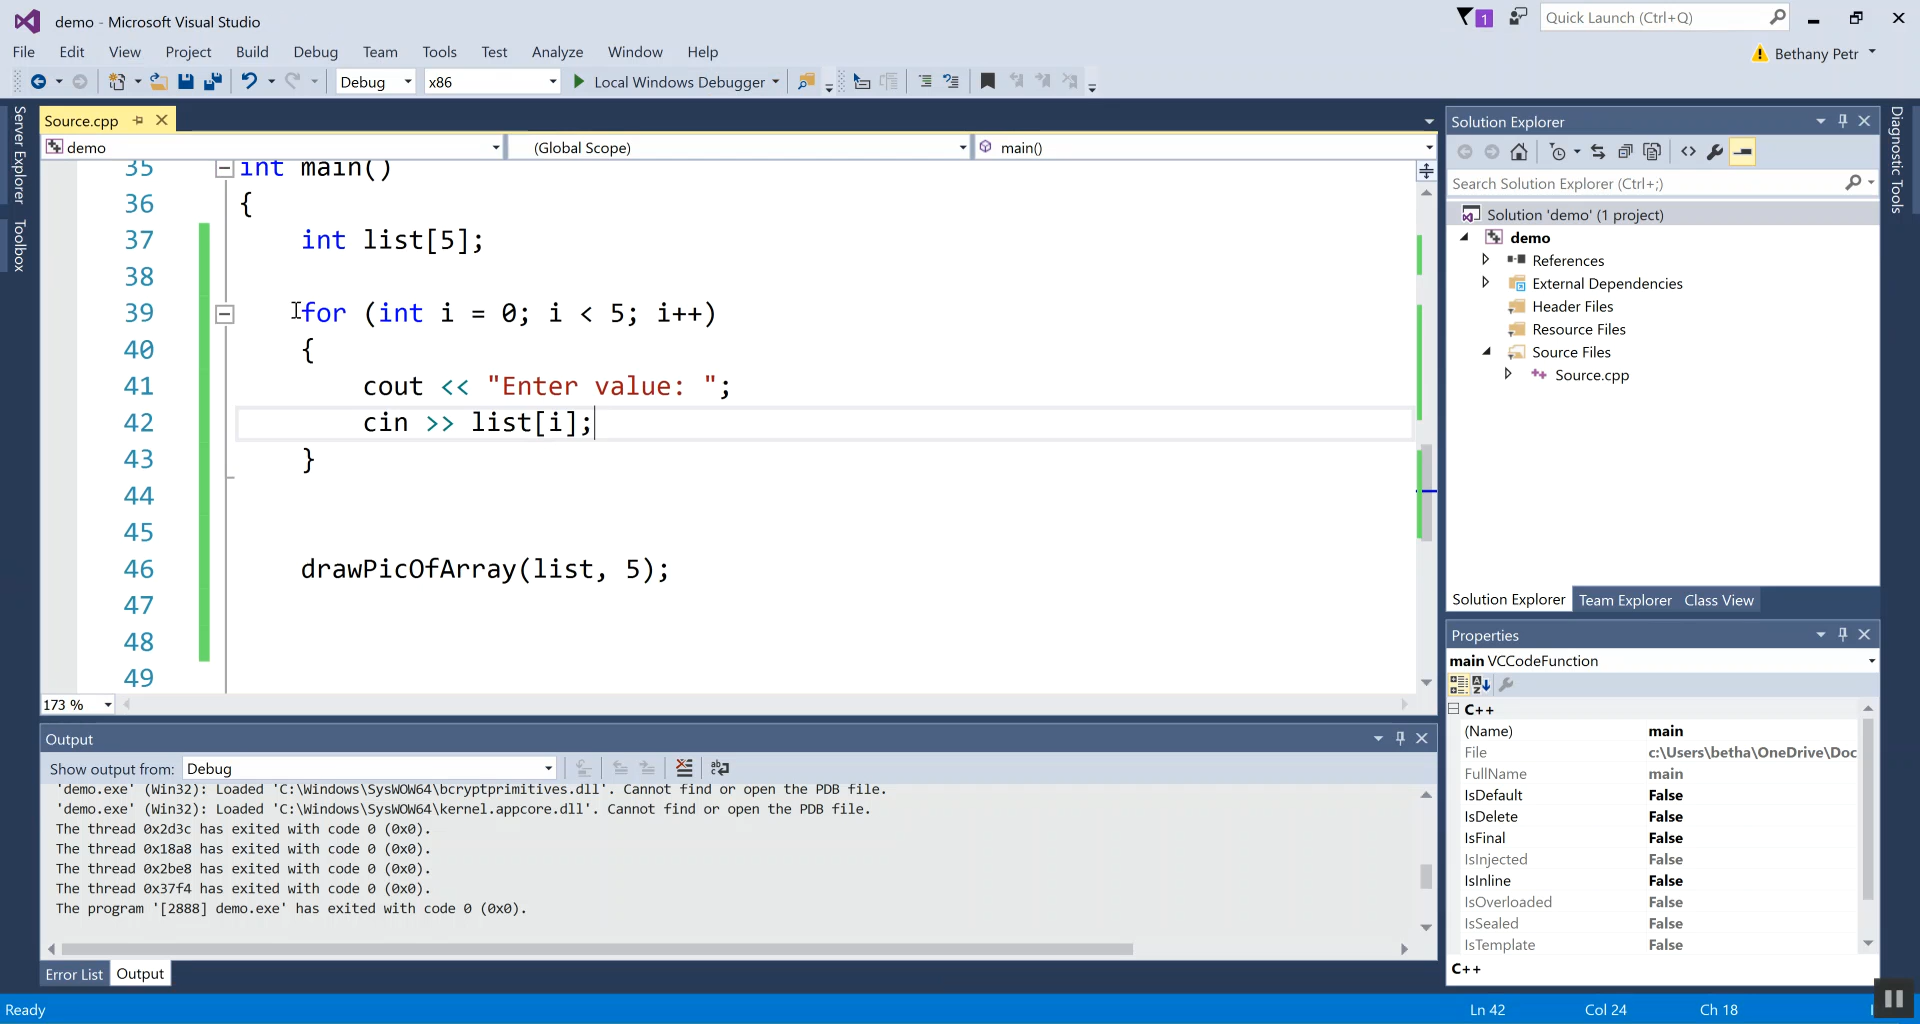 demo - Microsoft Visual Studio
1
Quick Launch (Ctrl+Q)
File Edit View Project Build Debug Team Tools Test Analyze Window Help
Bethany Petr
Debug x86 Local Windows Debugger
Server Explorer
Toolbox
Source.cpp
demo (Global Scope) main()
35 int main()
36 {
37 int list[5];
38
39 for (int i = 0; i < 5; i++)
40 {
41 cout << "Enter value: ";
42 cin >> list[i];
43 }
44
45
46 drawPicOfArray(list, 5);
47
48
49
173 %
Output
Show output from: Debug
'demo.exe' (Win32): Loaded 'C:\Windows\SysWOW64\bcryptprimitives.dll'. Cannot find or open the PDB file.
'demo.exe' (Win32): Loaded 'C:\Windows\SysWOW64\kernel.appcore.dll'. Cannot find or open the PDB file.
The thread 0x2d3c has exited with code 0 (0x0).
The thread 0x18a8 has exited with code 0 (0x0).
The thread 0x2be8 has exited with code 0 (0x0).
The thread 0x37f4 has exited with code 0 (0x0).
The program '[2888] demo.exe' has exited with code 0 (0x0).
Error List Output
Solution Explorer
Search Solution Explorer (Ctrl+;)
Solution 'demo' (1 project)
demo
References
External Dependencies
Header Files
Resource Files
Source Files
Source.cpp
Solution Explorer Team Explorer Class View
Properties
main VCCodeFunction
C++
(Name) main
File c:\Users\betha\OneDrive\Doc
FullName main
IsDefault False
IsDelete False
IsFinal False
IsInjected False
IsInline False
IsOverloaded False
IsSealed False
IsTemplate False
C++
Diagnostic Tools
Ready Ln 42 Col 24 Ch 18